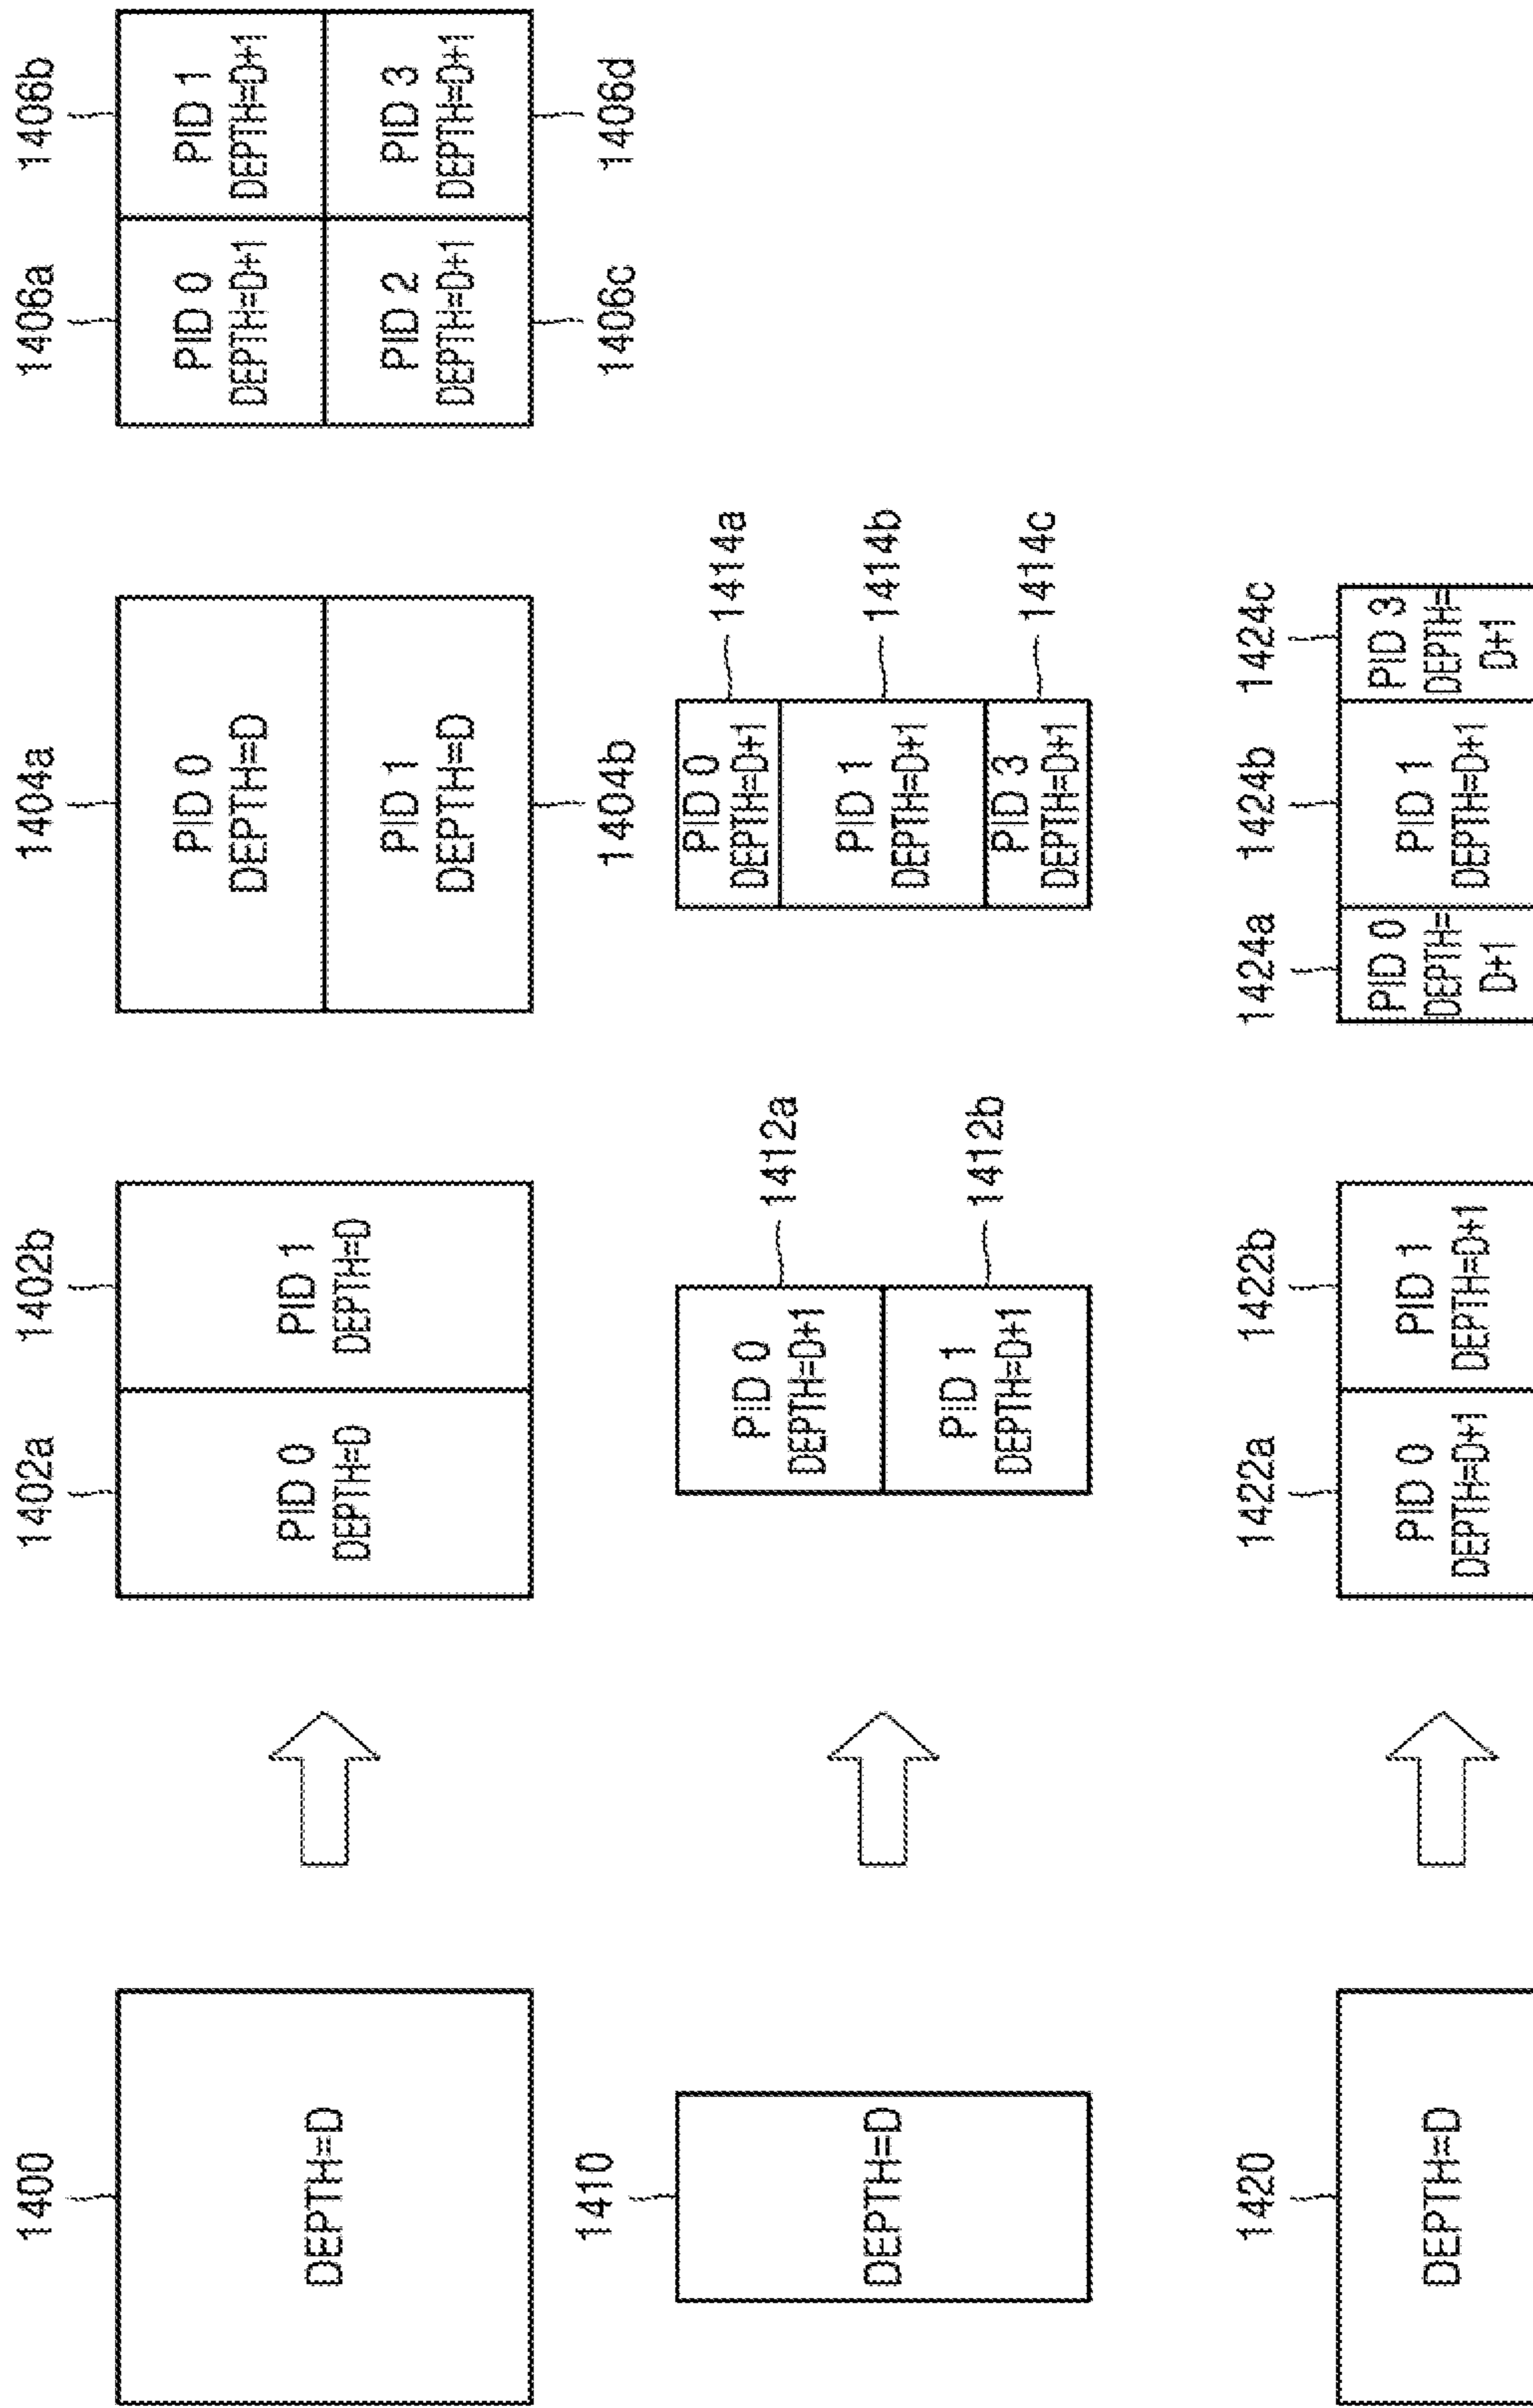 1400
DEPTH=D
1402a
1402b
PID 0
DEPTH=D
PID 1
DEPTH=D
1404a
PID 0
DEPTH=D
PID 1
DEPTH=D
1404b
1406a
1406b
PID 0
DEPTH=D+1
PID 1
DEPTH=D+1
PID 2
DEPTH=D+1
PID 3
DEPTH=D+1
1406c
1406d
1410
DEPTH=D
PID 0
DEPTH=D+1
1412a
PID 1
DEPTH=D+1
1412b
PID 0
DEPTH=D+1
1414a
PID 1
DEPTH=D+1
1414b
PID 3
DEPTH=D+1
1414c
1420
DEPTH=D
1422a
1422b
PID 0
DEPTH=D+1
PID 1
DEPTH=D+1
1424a
1424b
1424c
PID 0
DEPTH=
D+1
PID 1
DEPTH=D+1
PID 3
DEPTH=
D+1